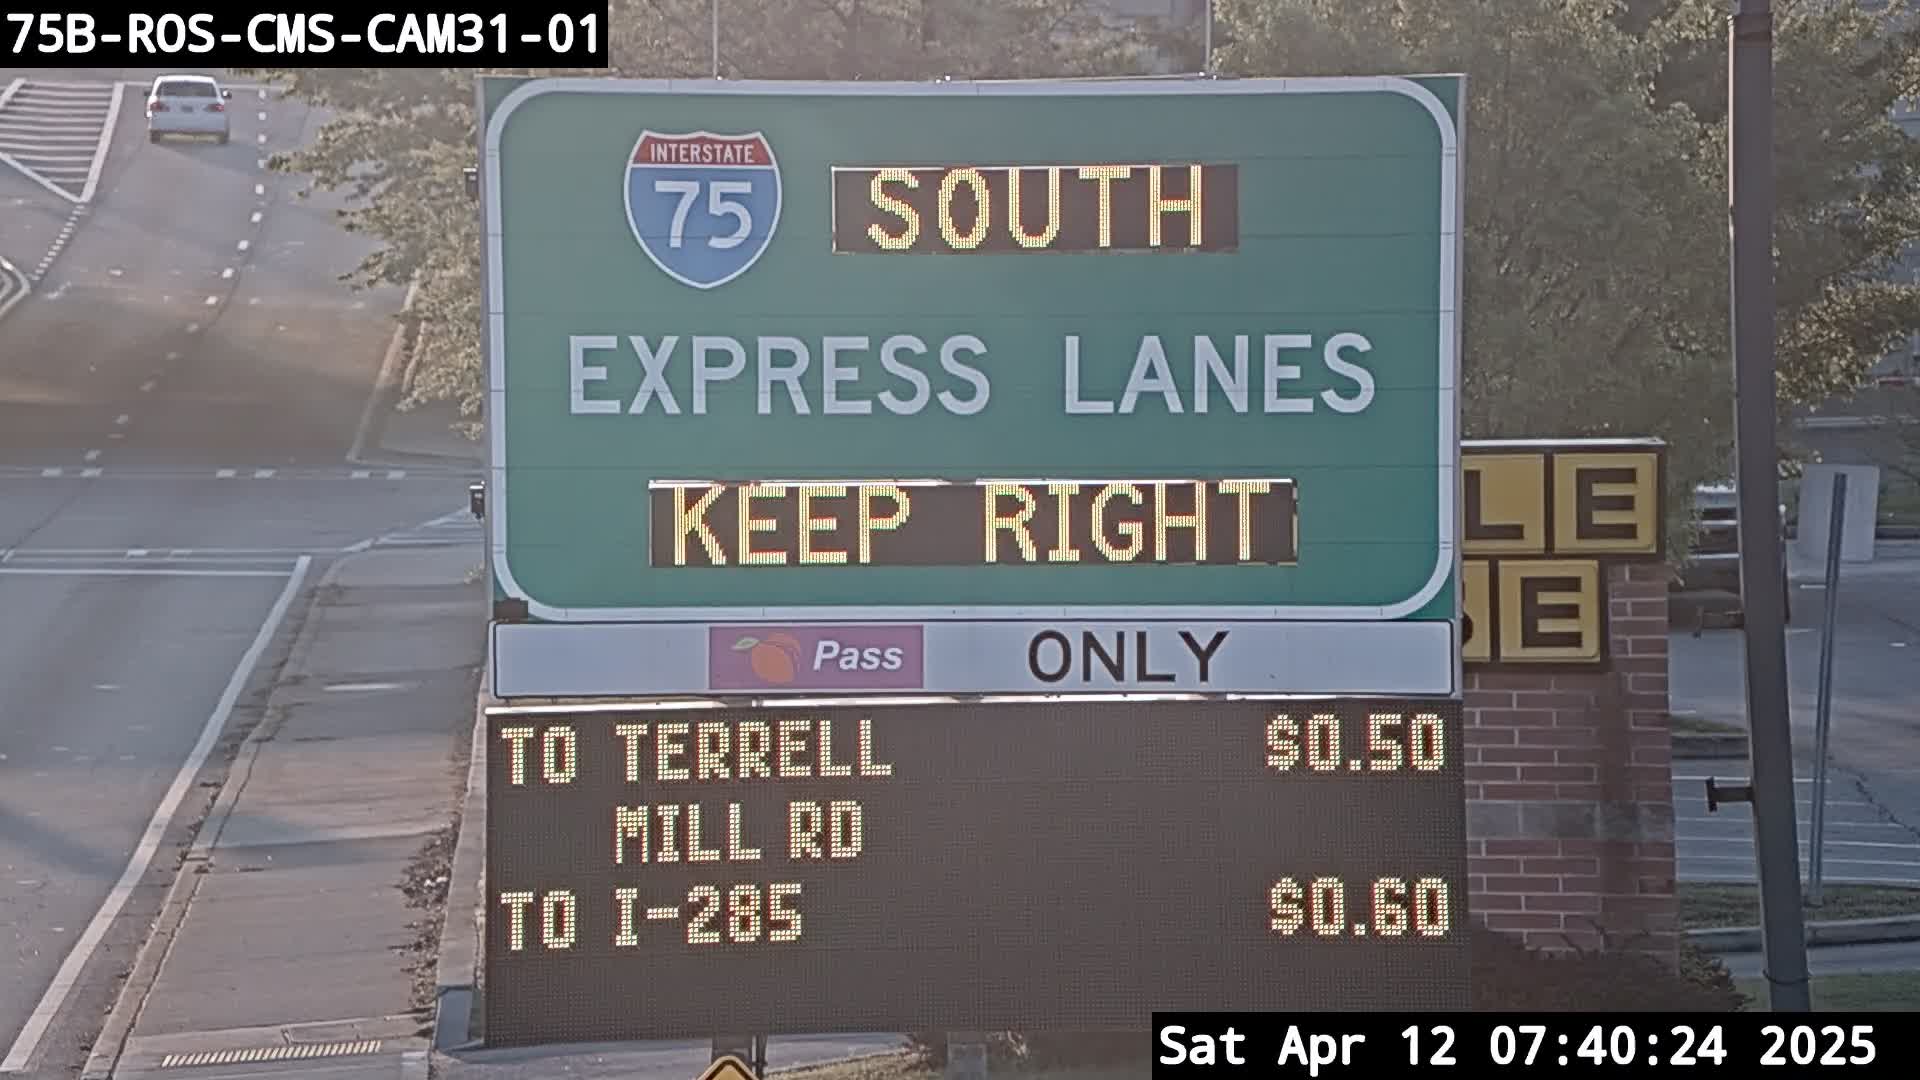 75B-ROS-CMS-CAM31-01
INTERSTATE
75
SOUTH
EXPRESS LANES
KEEP RIGHT
LE
E
Pass ONLY
TO TERRELL $0.50
MILL RD
TO I-285 $0.60
Sat Apr 12 07:40:24 2025